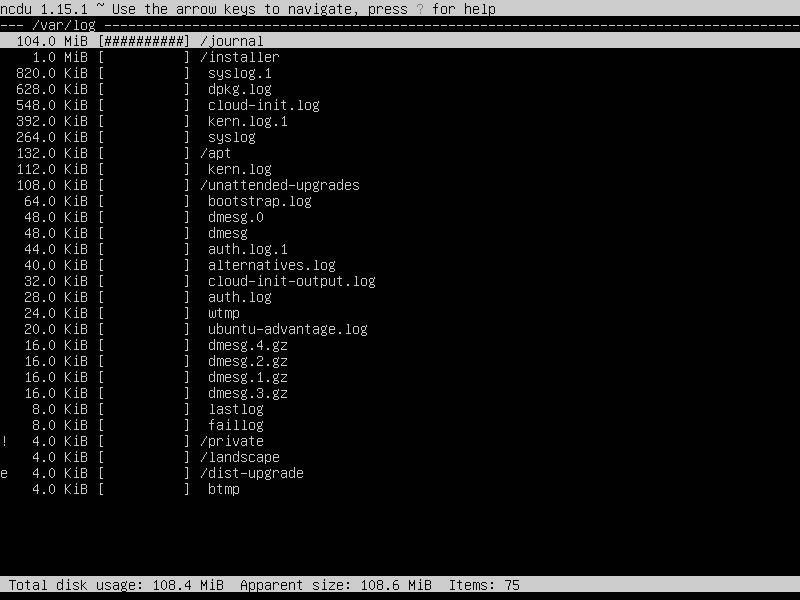 ncdu 1.15.1 ~ Use the arrow keys to navigate, press ? for help
--- /var/log ---------------------------------------------------------------------------------------
  104.0 MiB [##########] /journal
    1.0 MiB [          ] /installer
  820.0 KiB [          ]  syslog.1
  628.0 KiB [          ]  dpkg.log
  548.0 KiB [          ]  cloud-init.log
  392.0 KiB [          ]  kern.log.1
  264.0 KiB [          ]  syslog
  132.0 KiB [          ] /apt
  112.0 KiB [          ]  kern.log
  108.0 KiB [          ] /unattended-upgrades
   64.0 KiB [          ]  bootstrap.log
   48.0 KiB [          ]  dmesg.0
   48.0 KiB [          ]  dmesg
   44.0 KiB [          ]  auth.log.1
   40.0 KiB [          ]  alternatives.log
   32.0 KiB [          ]  cloud-init-output.log
   28.0 KiB [          ]  auth.log
   24.0 KiB [          ]  wtmp
   20.0 KiB [          ]  ubuntu-advantage.log
   16.0 KiB [          ]  dmesg.4.gz
   16.0 KiB [          ]  dmesg.2.gz
   16.0 KiB [          ]  dmesg.1.gz
   16.0 KiB [          ]  dmesg.3.gz
    8.0 KiB [          ]  lastlog
    8.0 KiB [          ]  faillog
!   4.0 KiB [          ] /private
    4.0 KiB [          ] /landscape
e   4.0 KiB [          ] /dist-upgrade
    4.0 KiB [          ]  btmp
 Total disk usage: 108.4 MiB  Apparent size: 108.6 MiB  Items: 75